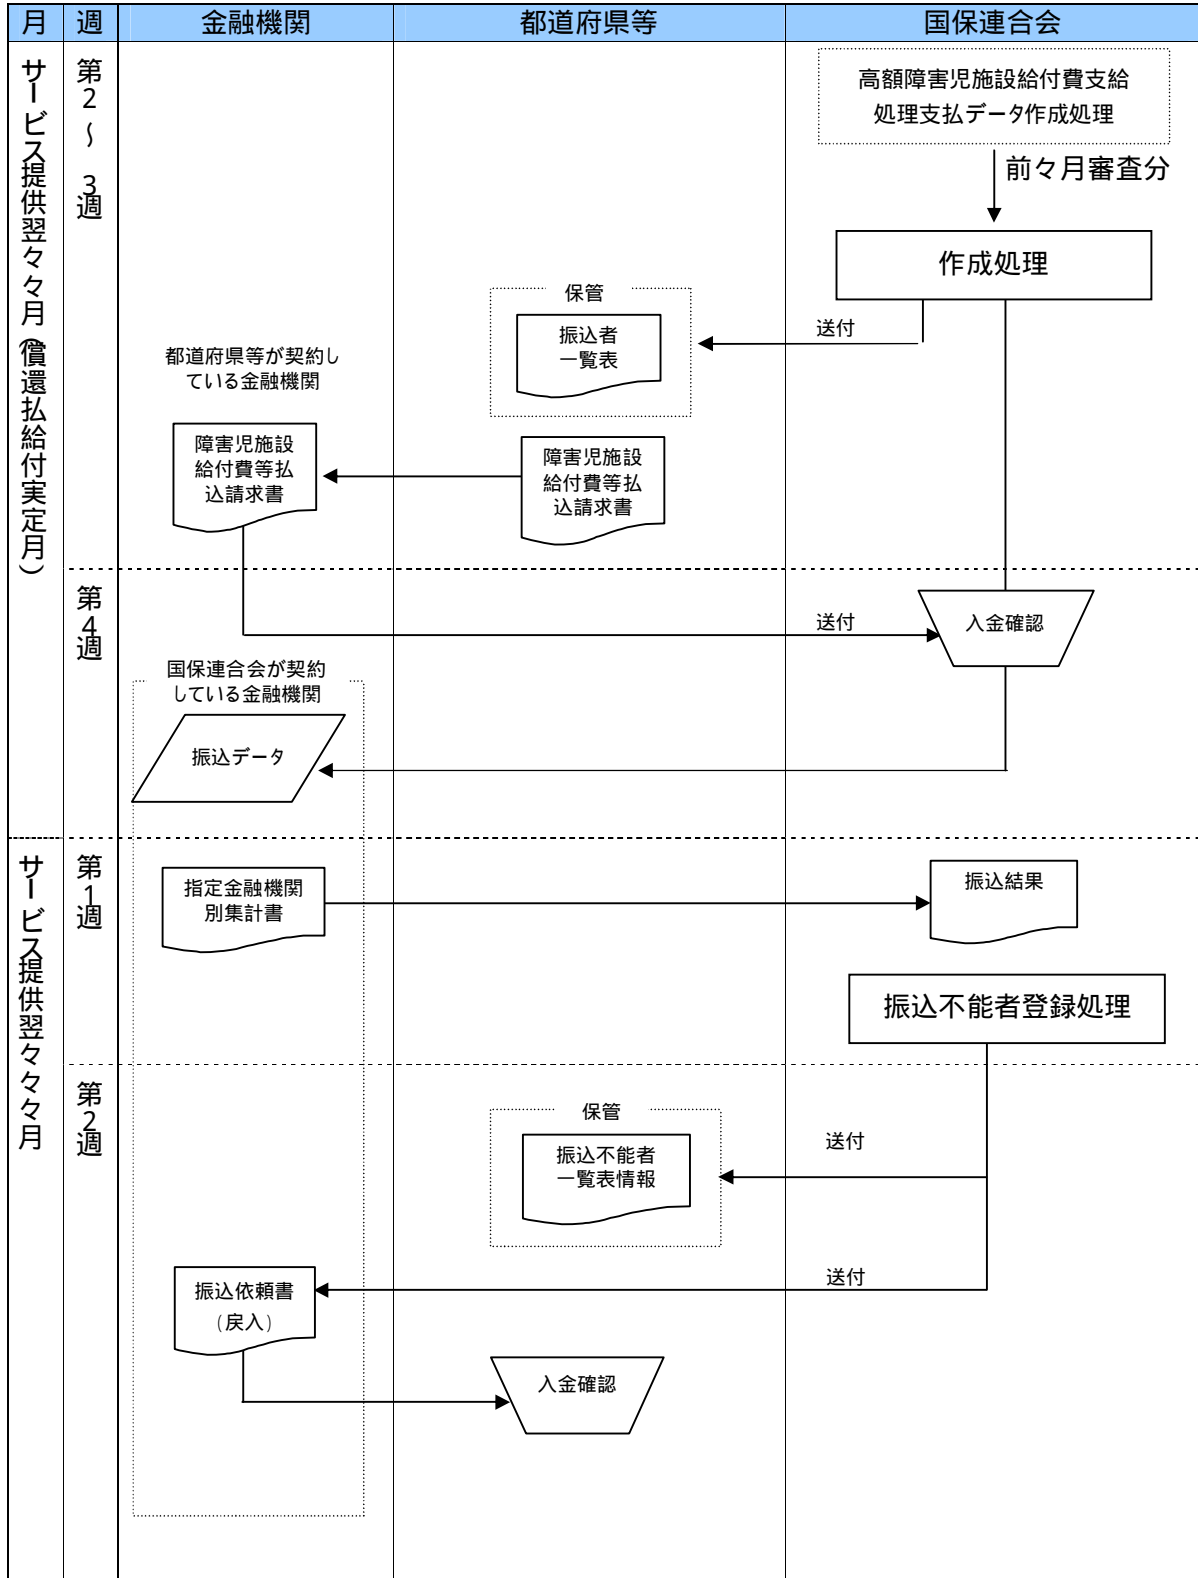 月 週 金融機関 都道府県等 国保連合会
サービス提供翌々月(償還払給付実定月)
第2~3週
高額障害児施設給付費支給
処理支払データ作成処理
前々月審査分
作成処理
送付
保管
振込者
一覧表
都道府県等が契約し
ている金融機関
障害児施設
給付費等払
込請求書
障害児施設
給付費等払
込請求書
第4週
送付
入金確認
国保連合会が契約
している金融機関
振込データ
サービス提供翌々々月
第1週
指定金融機関
別集計書
振込結果
振込不能者登録処理
第2週
保管
振込不能者
一覧表情報
送付
送付
振込依頼書
(戻入)
入金確認